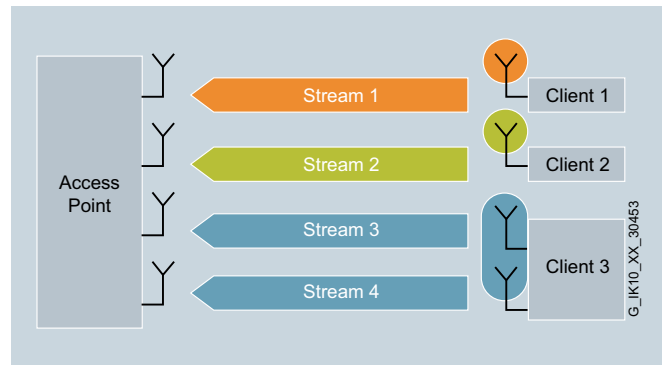 Access
Point
Stream 1
Client 1
Stream 2
Client 2
Stream 3
Stream 4
Client 3
G_IK10_XX_30453